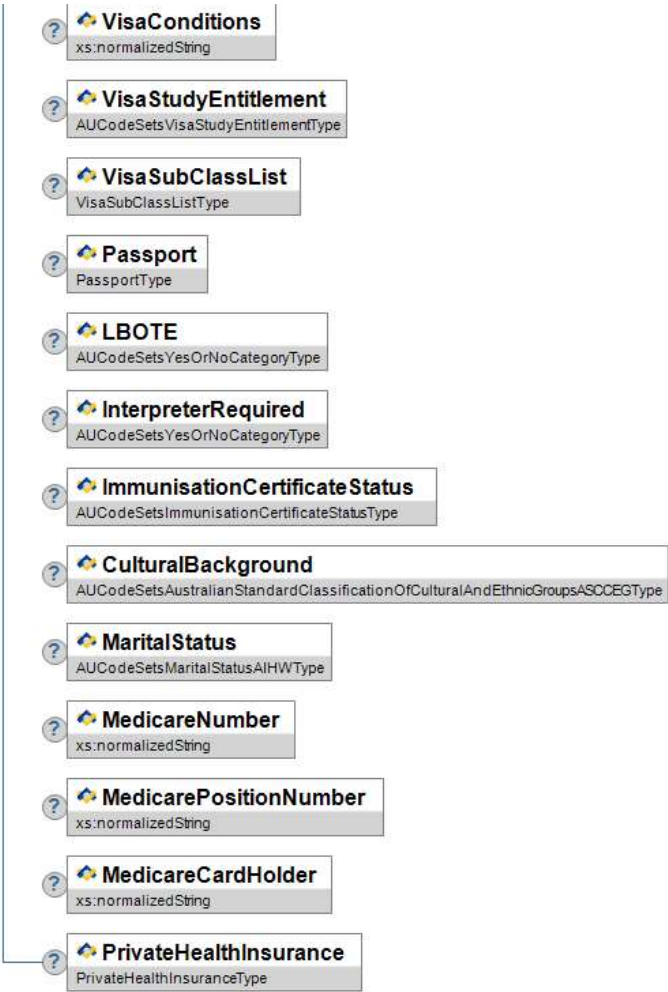 ? VisaConditions
xs:normalizedString
? VisaStudyEntitlement
AUCodeSetsVisaStudyEntitlementType
? VisaSubClassList
VisaSubClassListType
? Passport
PassportType
? LBOTE
AUCodeSetsYesOrNoCategoryType
? InterpreterRequired
AUCodeSetsYesOrNoCategoryType
? ImmunisationCertificateStatus
AUCodeSetsImmunisationCertificateStatusType
? CulturalBackground
AUCodeSetsAustralianStandardClassificationOfCulturalAndEthnicGroupsASCCEGType
? MaritalStatus
AUCodeSetsMaritalStatusAIHWType
? MedicareNumber
xs:normalizedString
? MedicarePositionNumber
xs:normalizedString
? MedicareCardHolder
xs:normalizedString
? PrivateHealthInsurance
PrivateHealthInsuranceType